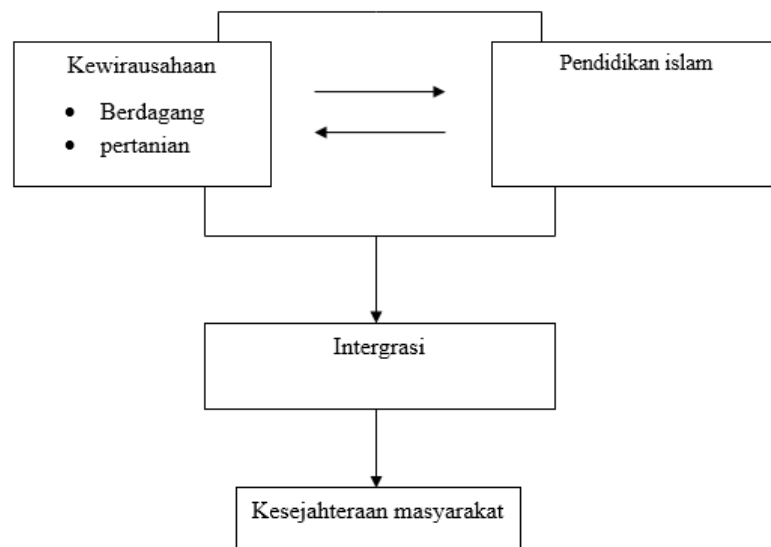 Kewirausahaan
• Berdagang
• pertanian
Pendidikan islam
Intergrasi
Kesejahteraan masyarakat